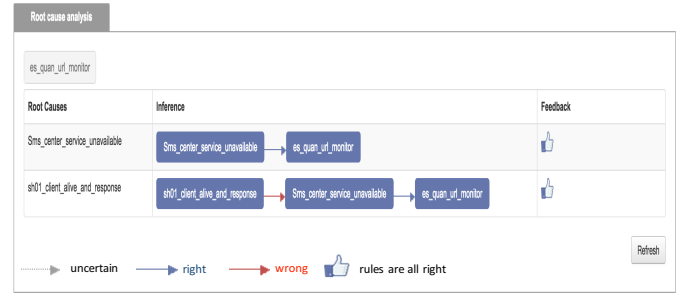 Root cause analysis
es_quan_url_monitor
Root Causes Inference Feedback
Sms_center_service_unavailable Sms_center_service_unavailable es_quan_url_monitor
sh01_client_alive_and_response sh01_client_alive_and_response Sms_center_service_unavailable es_quan_url_monitor
Refresh
uncertain right wrong rules are all right